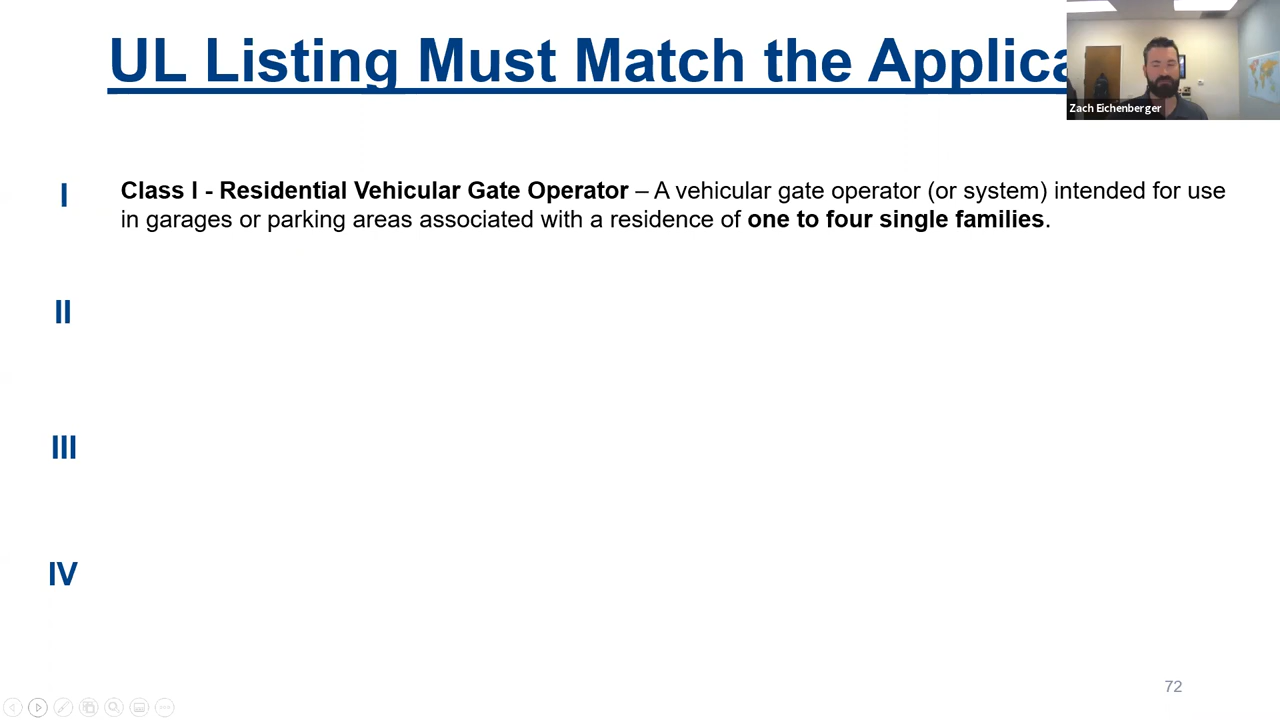 UL Listing Must Match the Applica
Zach Eichenberger
I
Class I - Residential Vehicular Gate Operator – A vehicular gate operator (or system) intended for use
in garages or parking areas associated with a residence of one to four single families.
II
III
IV
72